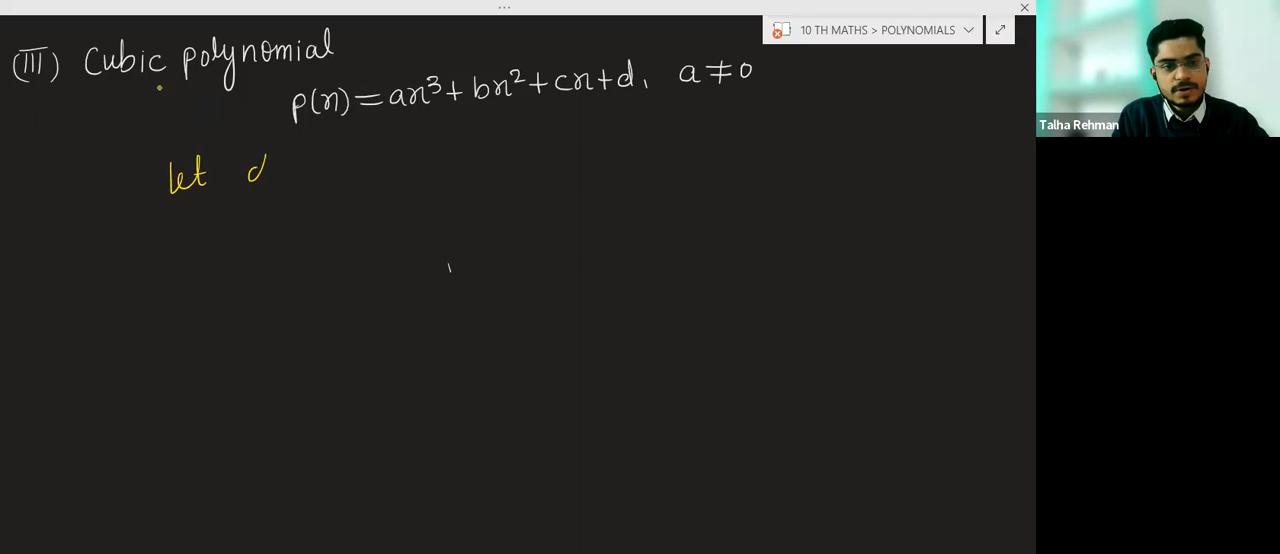 10 TH MATHS > POLYNOMIALS
(III) Cubic polynomial
p(x) = ax³ + bx² + cx + d, a ≠ 0
Talha Rehman
let